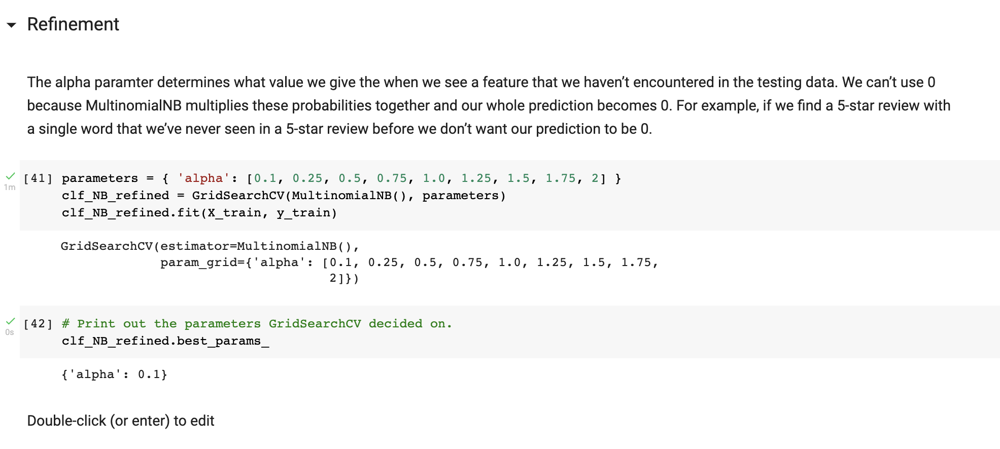 Refinement
The alpha paramter determines what value we give the when we see a feature that we haven’t encountered in the testing data. We can’t use 0
because MultinomialNB multiplies these probabilities together and our whole prediction becomes 0. For example, if we find a 5-star review with
a single word that we’ve never seen in a 5-star review before we don’t want our prediction to be 0.
[41] parameters = { 'alpha': [0.1, 0.25, 0.5, 0.75, 1.0, 1.25, 1.5, 1.75, 2] }
1m
clf_NB_refined = GridSearchCV(MultinomialNB(), parameters)
clf_NB_refined.fit(X_train, y_train)
GridSearchCV(estimator=MultinomialNB(),
param_grid={'alpha': [0.1, 0.25, 0.5, 0.75, 1.0, 1.25, 1.5, 1.75,
2]})
[42] # Print out the parameters GridSearchCV decided on.
0s
clf_NB_refined.best_params_
{'alpha': 0.1}
Double-click (or enter) to edit